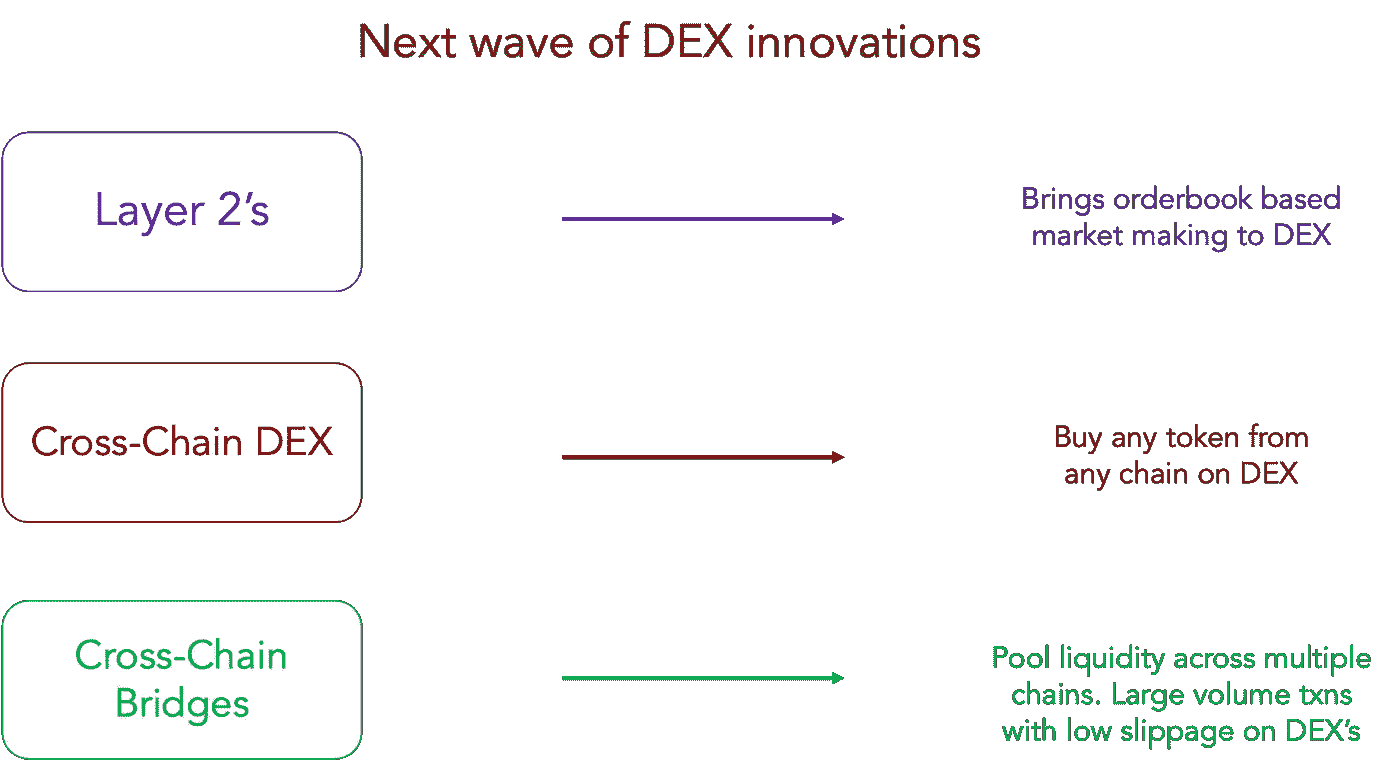 Next wave of DEX innovations
Layer 2's
Brings orderbook based
market making to DEX
Cross-Chain DEX
Buy any token from
any chain on DEX
Cross-Chain
Bridges
Pool liquidity across multiple
chains. Large volume txns
with low slippage on DEX's